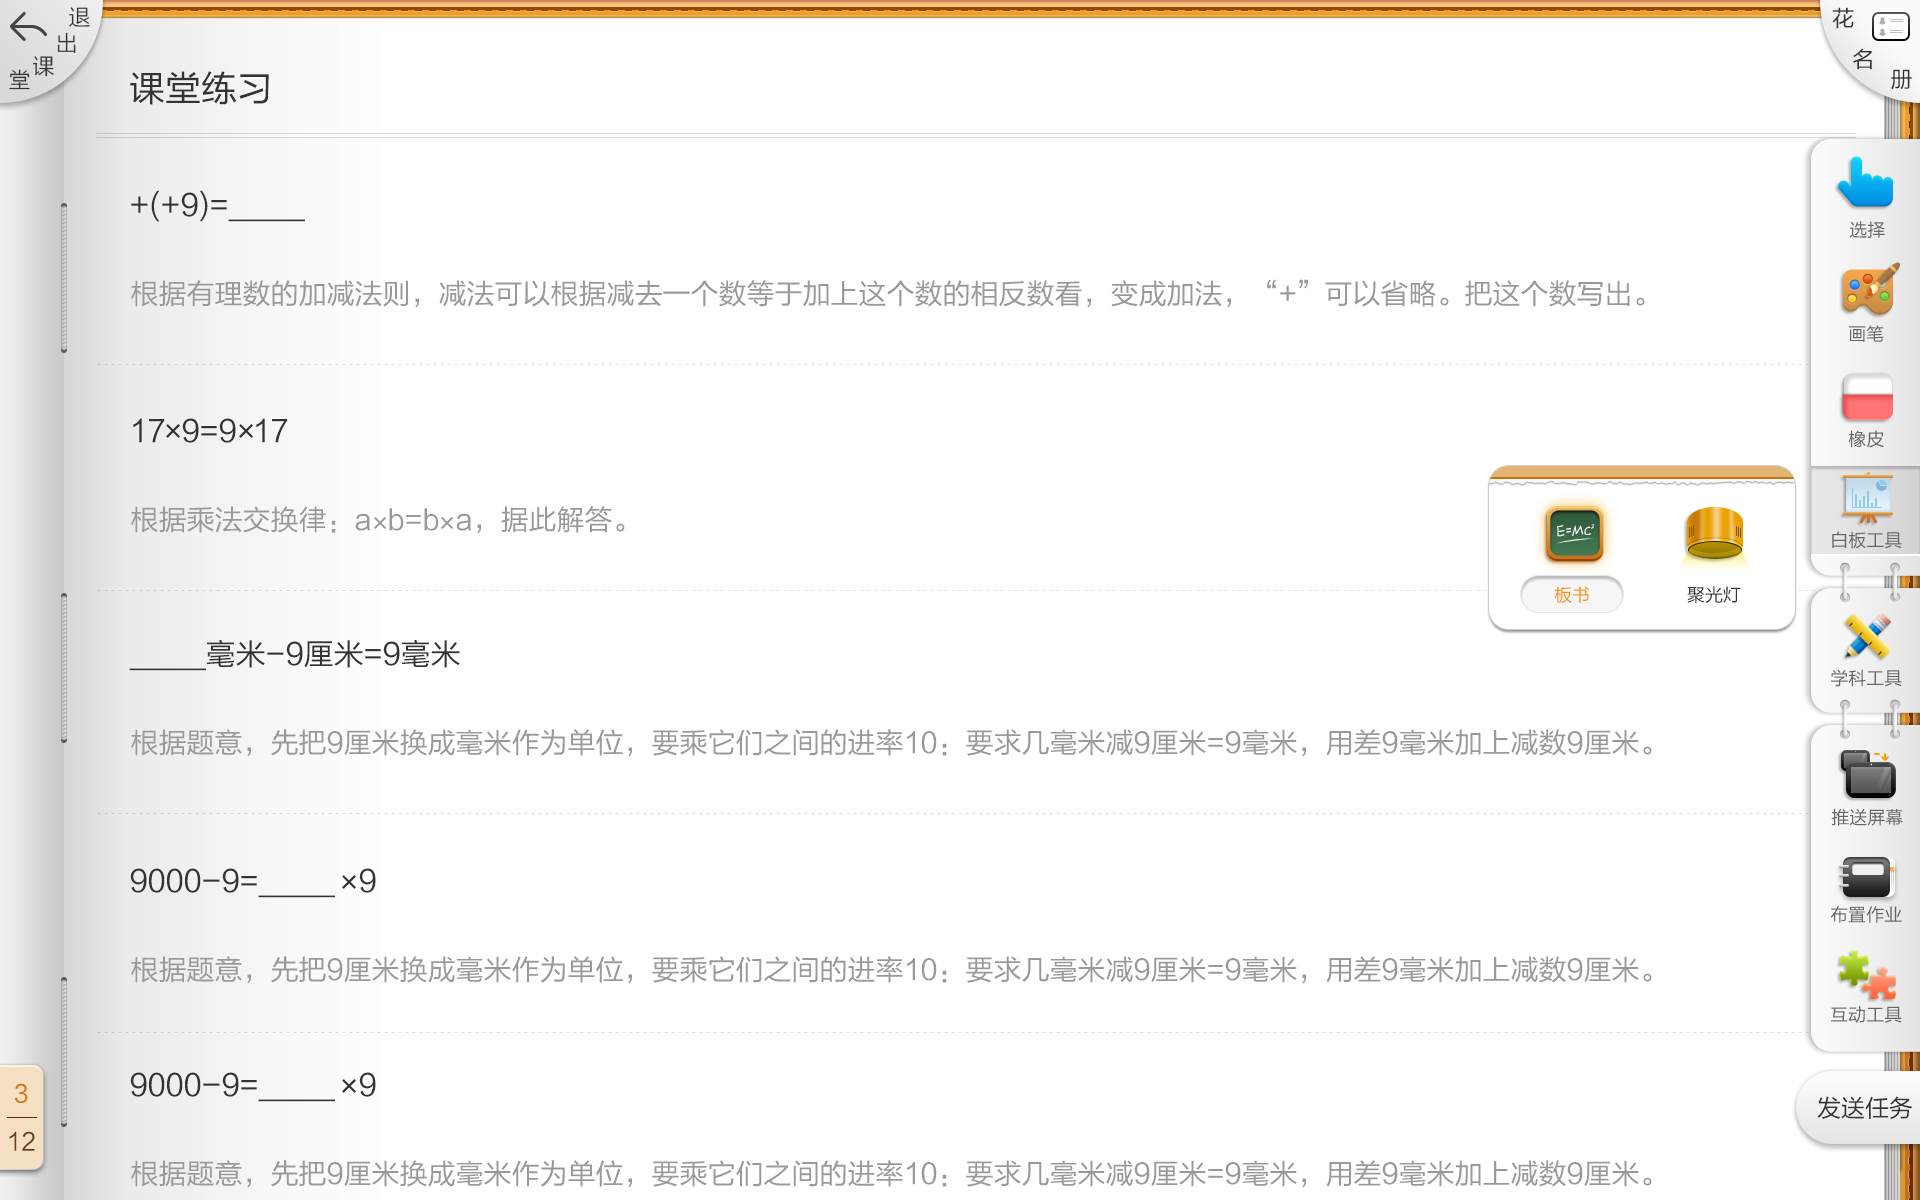 退出课堂
花名册
课堂练习
+(+9)=_____
根据有理数的加减法则，减法可以根据减去一个数等于加上这个数的相反数看，变成加法，“+”可以省略。把这个数写出。
17×9=9×17
根据乘法交换律：a×b=b×a，据此解答。
_____毫米-9厘米=9毫米
根据题意，先把9厘米换成毫米作为单位，要乘它们之间的进率10：要求几毫米减9厘米=9毫米，用差9毫米加上减数9厘米。
9000-9=_____×9
根据题意，先把9厘米换成毫米作为单位，要乘它们之间的进率10：要求几毫米减9厘米=9毫米，用差9毫米加上减数9厘米。
9000-9=_____×9
根据题意，先把9厘米换成毫米作为单位，要乘它们之间的进率10：要求几毫米减9厘米=9毫米，用差9毫米加上减数9厘米。
3
12
E=MC²
板书
聚光灯
选择
画笔
橡皮
白板工具
学科工具
推送屏幕
布置作业
互动工具
发送任务